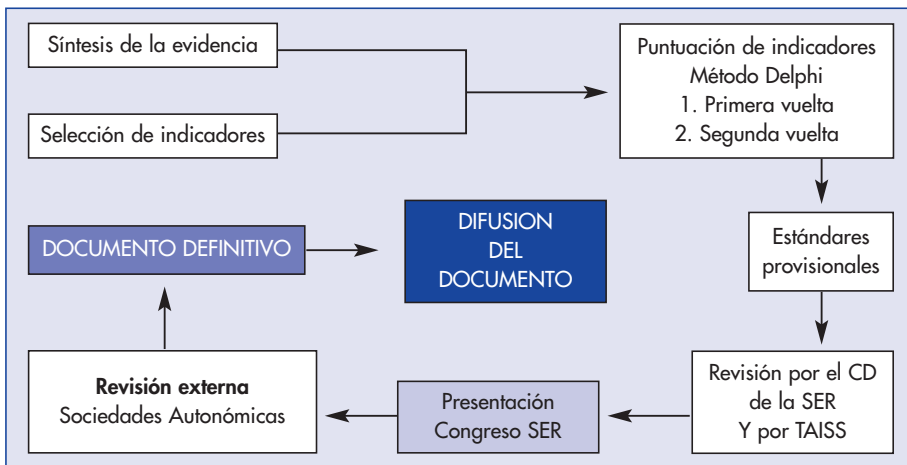 Síntesis de la evidencia
Selección de indicadores
Puntuación de indicadores
Método Delphi
1. Primera vuelta
2. Segunda vuelta
Estándares
provisionales
Revisión por el CD
de la SER
Y por TAISS
Presentación
Congreso SER
Revisión externa
Sociedades Autonómicas
DOCUMENTO DEFINITIVO
DIFUSION
DEL
DOCUMENTO